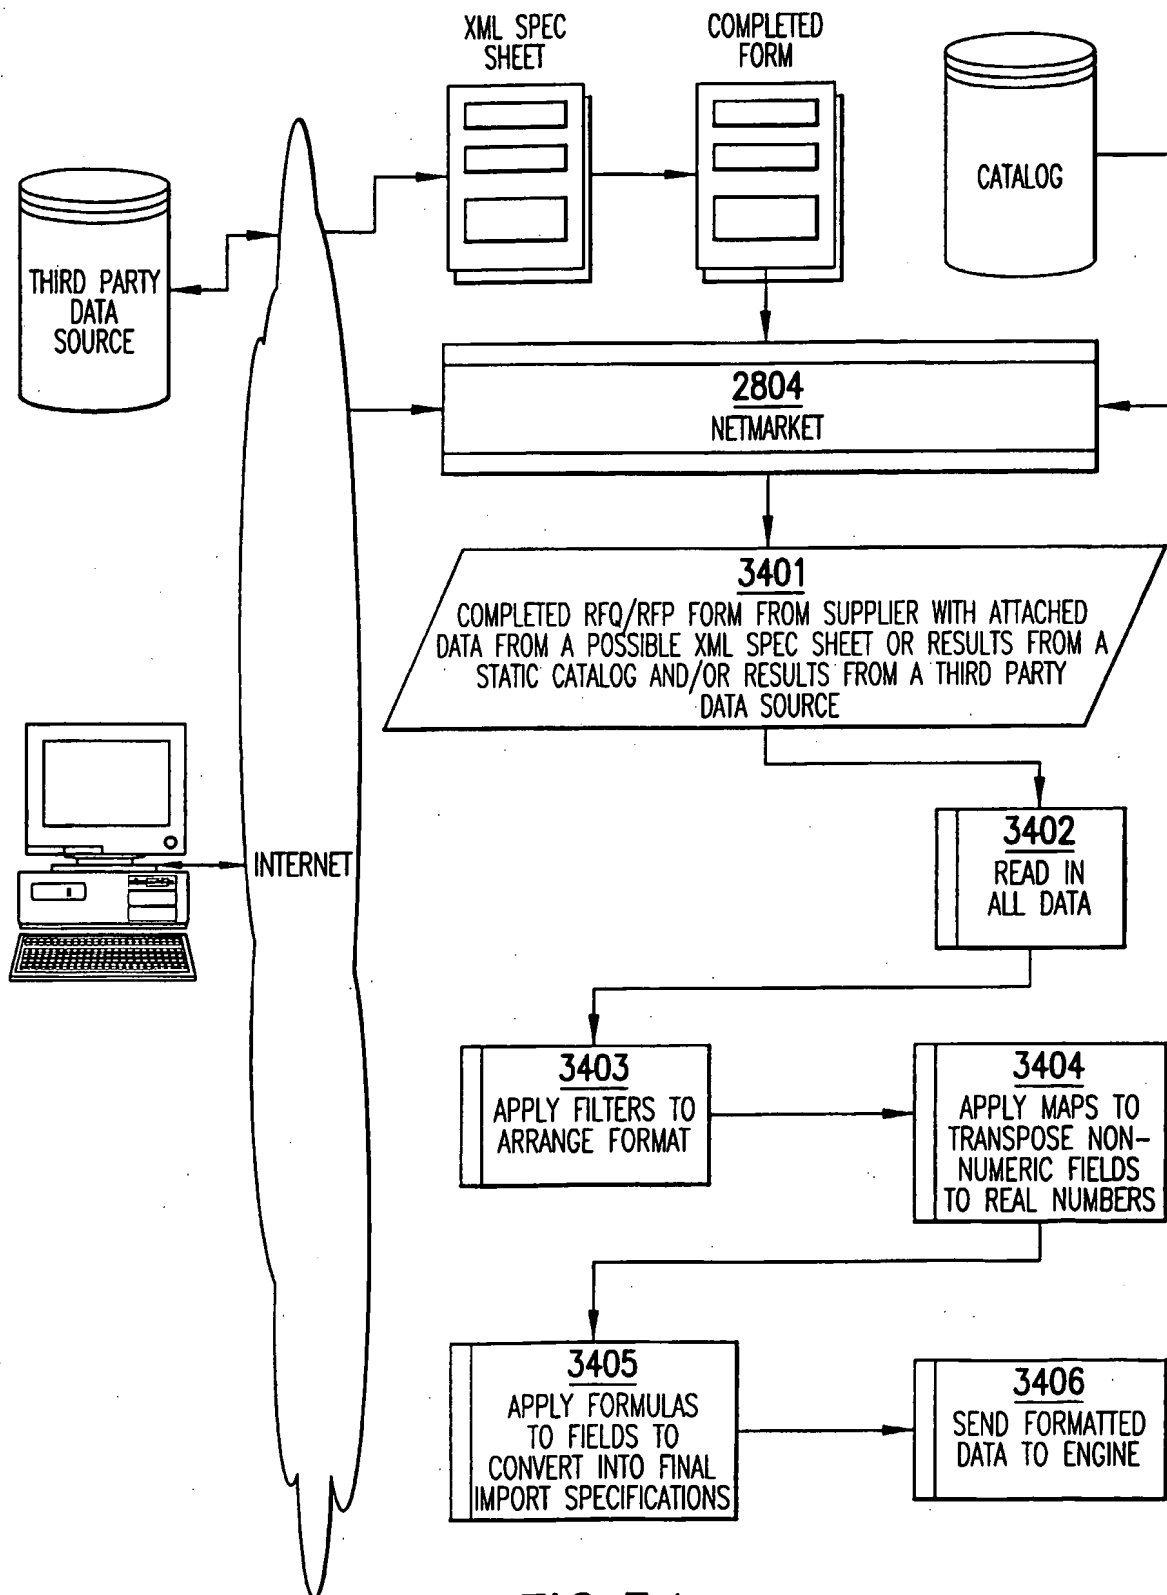 XML SPEC
SHEET
COMPLETED
FORM
CATALOG
THIRD PARTY
DATA
SOURCE
2804
NETMARKET
3401
COMPLETED RFQ/RFP FORM FROM SUPPLIER WITH ATTACHED
DATA FROM A POSSIBLE XML SPEC SHEET OR RESULTS FROM A
STATIC CATALOG AND/OR RESULTS FROM A THIRD PARTY
DATA SOURCE
INTERNET
3402
READ IN
ALL DATA
3403
APPLY FILTERS TO
ARRANGE FORMAT
3404
APPLY MAPS TO
TRANSPOSE NON-
NUMERIC FIELDS
TO REAL NUMBERS
3405
APPLY FORMULAS
TO FIELDS TO
CONVERT INTO FINAL
IMPORT SPECIFICATIONS
3406
SEND FORMATTED
DATA TO ENGINE